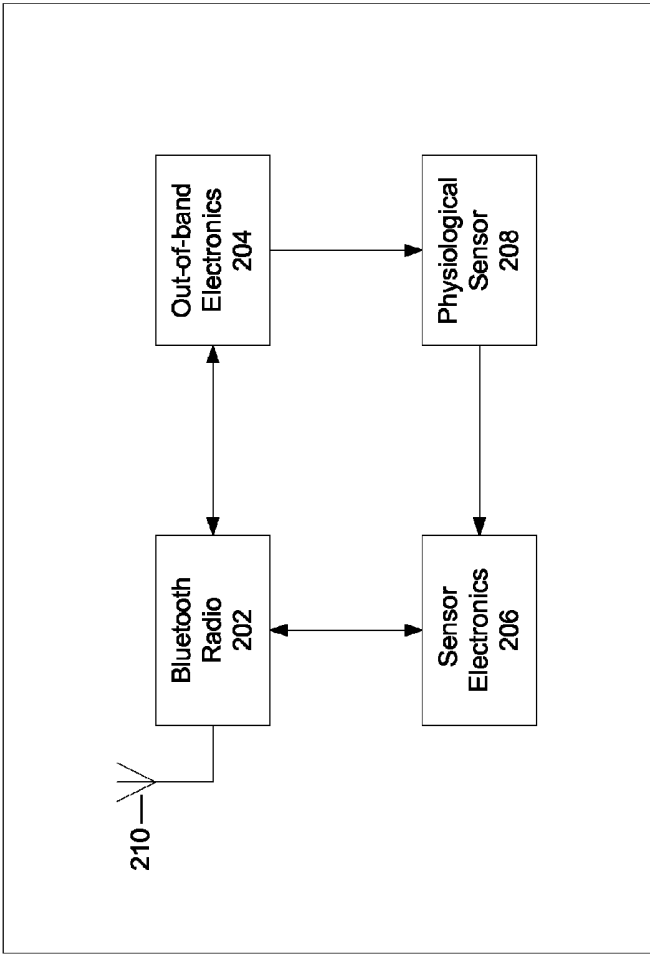 210
Bluetooth
Radio
202
Out-of-band
Electronics
204
Sensor
Electronics
206
Physiological
Sensor
208